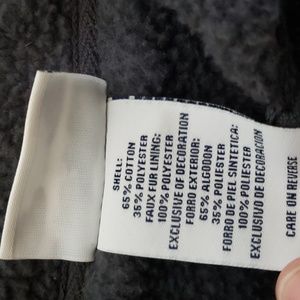 SHELL:
65% COTTON
35% POLYESTER
FAUX FUR LINING:
100% POLYESTER
EXCLUSIVE OF DECORATION
FORRO EXTERIOR:
65% ALGODON
35% POLIESTER
FORRO DE PIEL SINTETICA:
100% POLIESTER
EXCLUSIVO DE DECORACION
CARE ON REVERSE